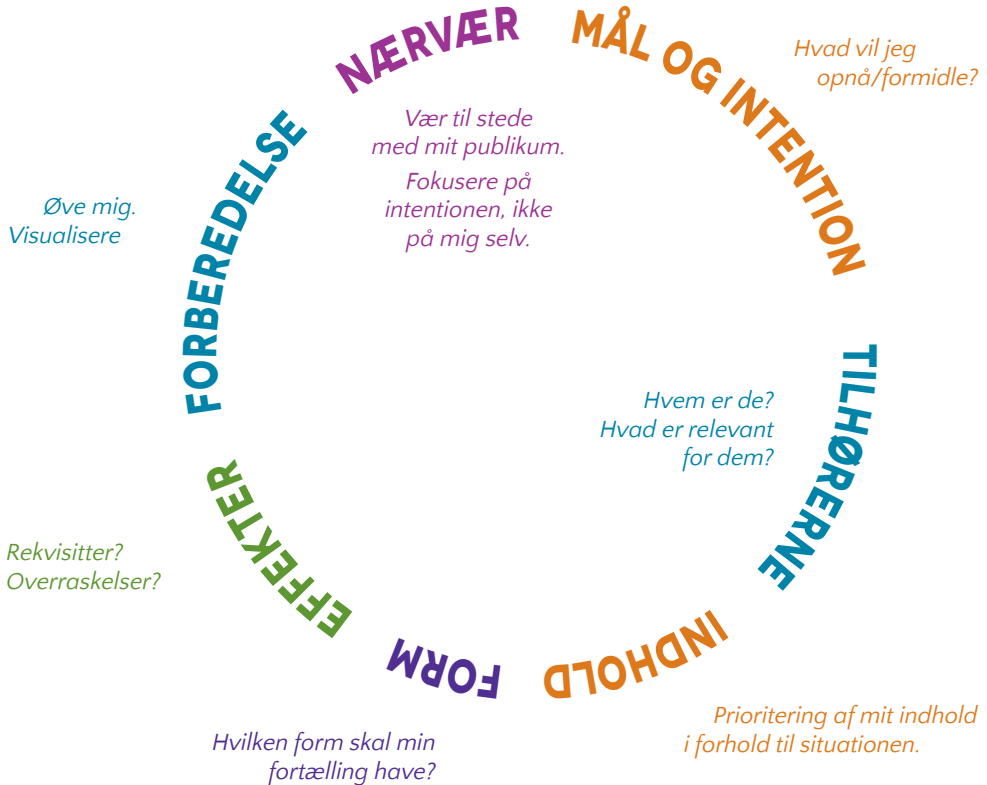 MÅL OG INTENTION
Hvad vil jeg
opnå/formidle?
TILHØRERNE
Hvem er de?
Hvad er relevant
for dem?
INDHOLD
Prioritering af mit indhold
i forhold til situationen.
FORM
Hvilken form skal min
fortælling have?
EFFEKTER
Rekvisitter?
Overraskelser?
FORBEREDELSE
Øve mig.
Visualisere
NÆRVÆR
Vær til stede
med mit publikum.
Fokusere på
intentionen, ikke
på mig selv.